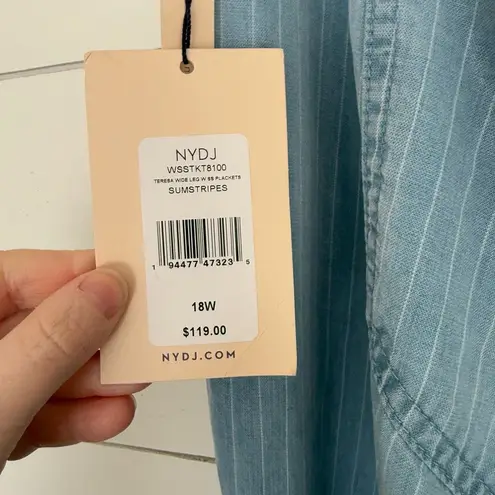 NYDJ
WSSTKT8100
TERESA WIDE LEG W SS PLACKETS
SUMSTRIPES
1 94477 47323 5
18W
$119.00
NYDJ.COM